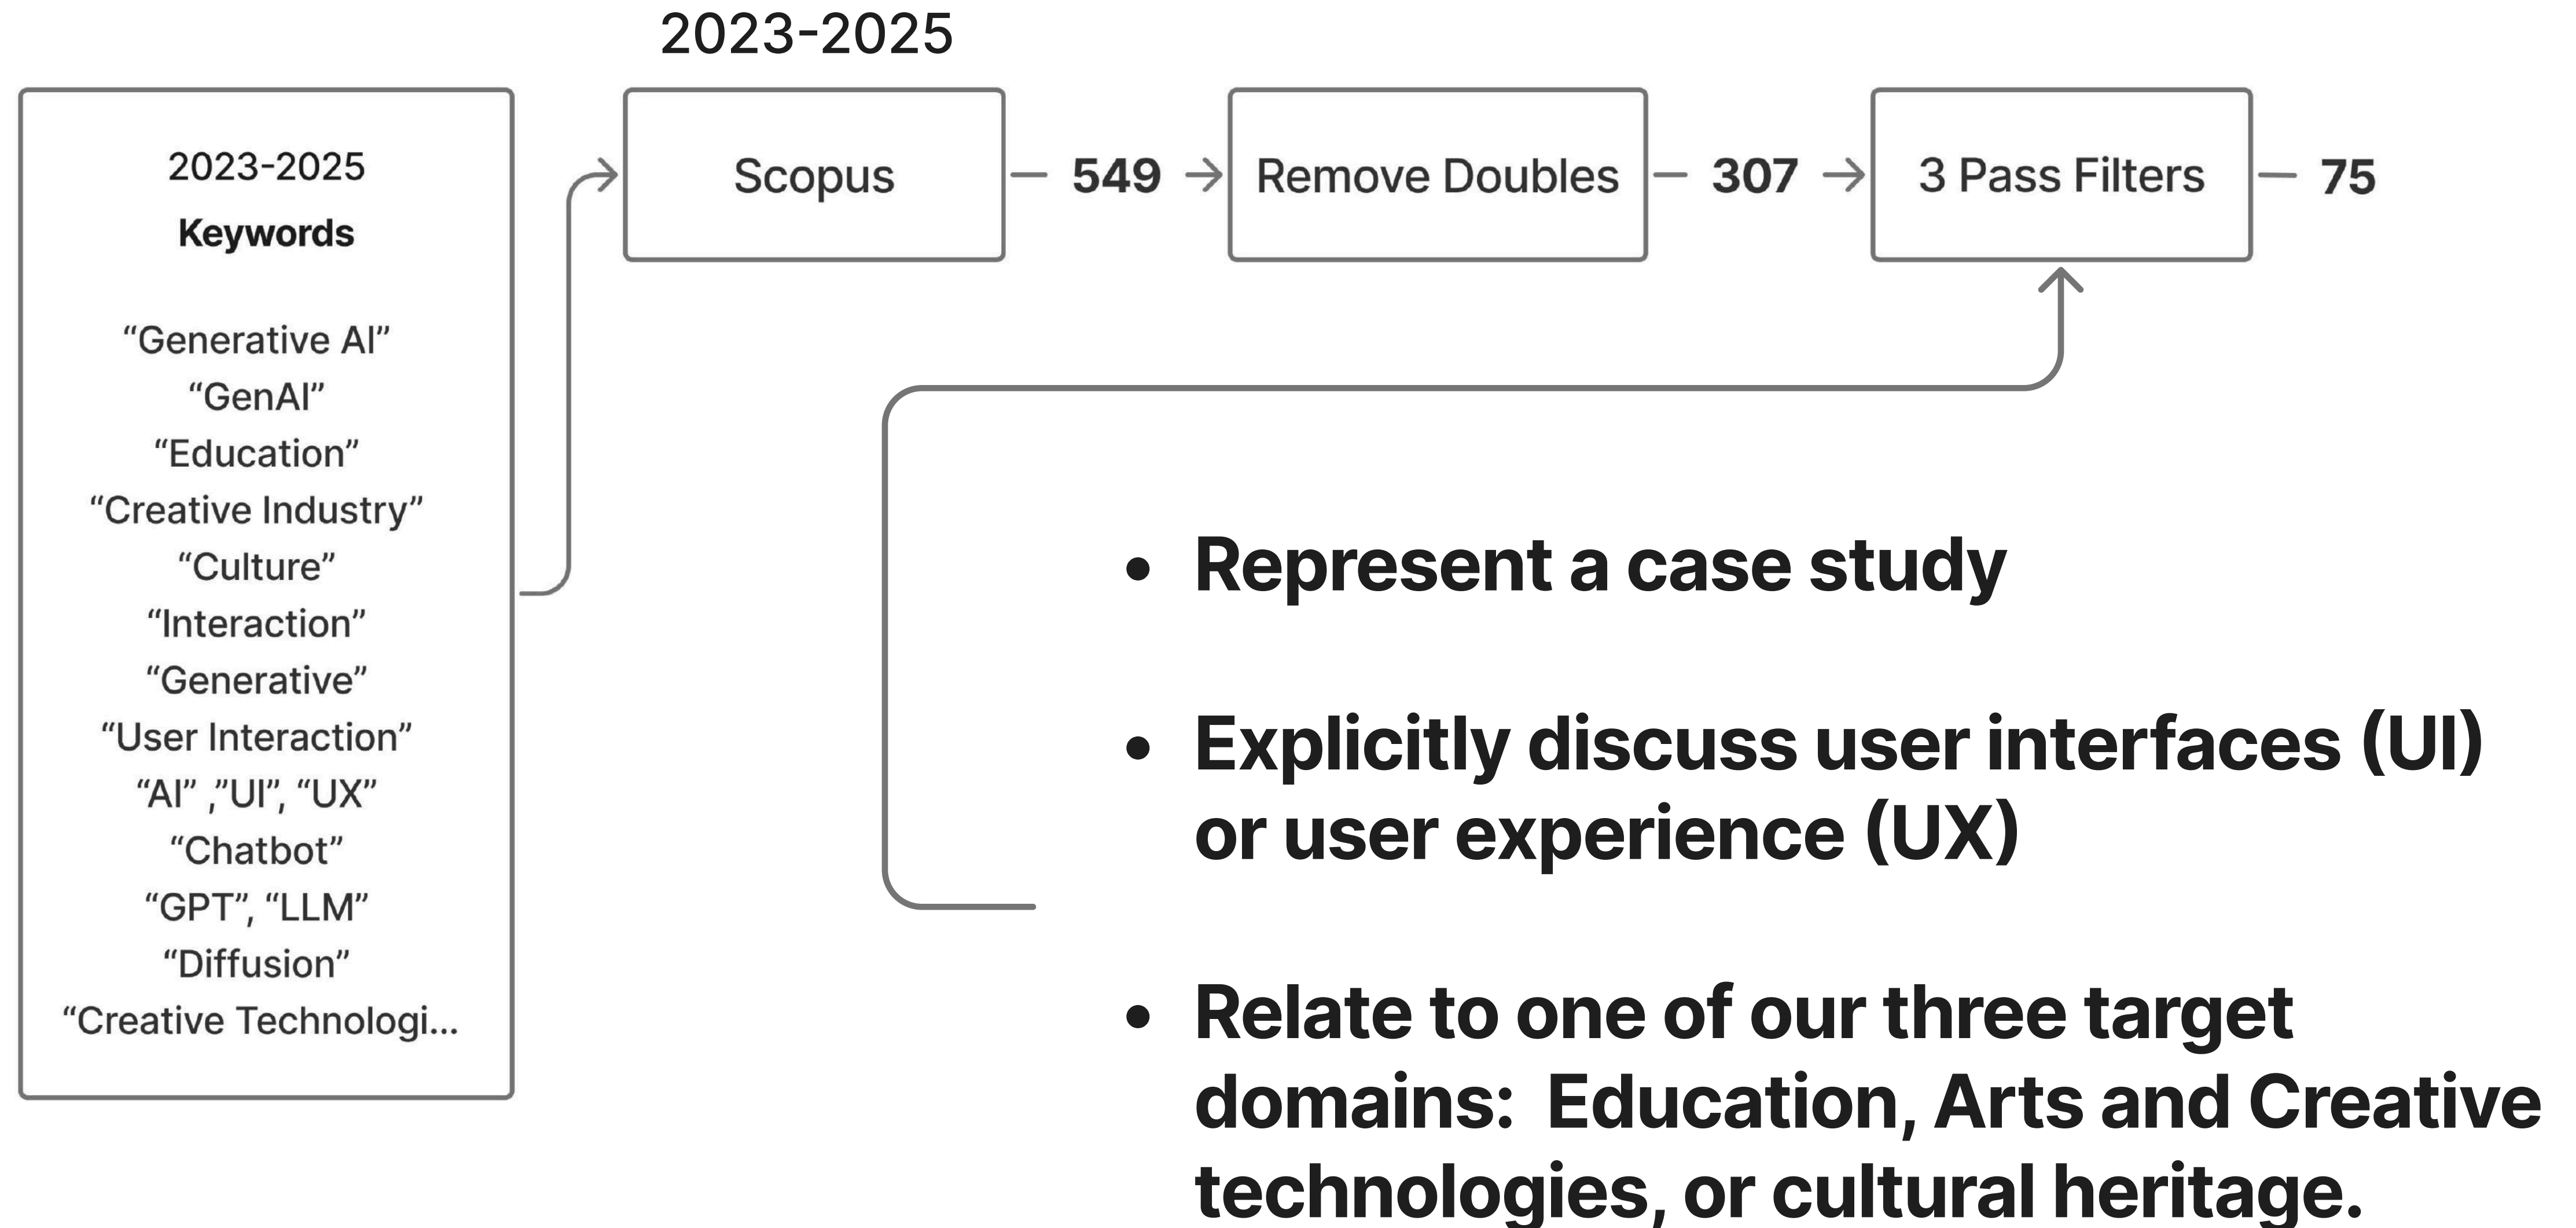 2023-2025
2023-2025
Keywords
“Generative AI”
“GenAI”
“Education”
“Creative Industry”
“Culture”
“Interaction”
“Generative”
“User Interaction”
“AI” ,”UI”, “UX”
“Chatbot”
“GPT”, “LLM”
“Diffusion”
“Creative Technologi...
Scopus
549
Remove Doubles
307
3 Pass Filters
75
• Represent a case study
• Explicitly discuss user interfaces (UI)
or user experience (UX)
• Relate to one of our three target
domains:  Education, Arts and Creative
technologies, or cultural heritage.